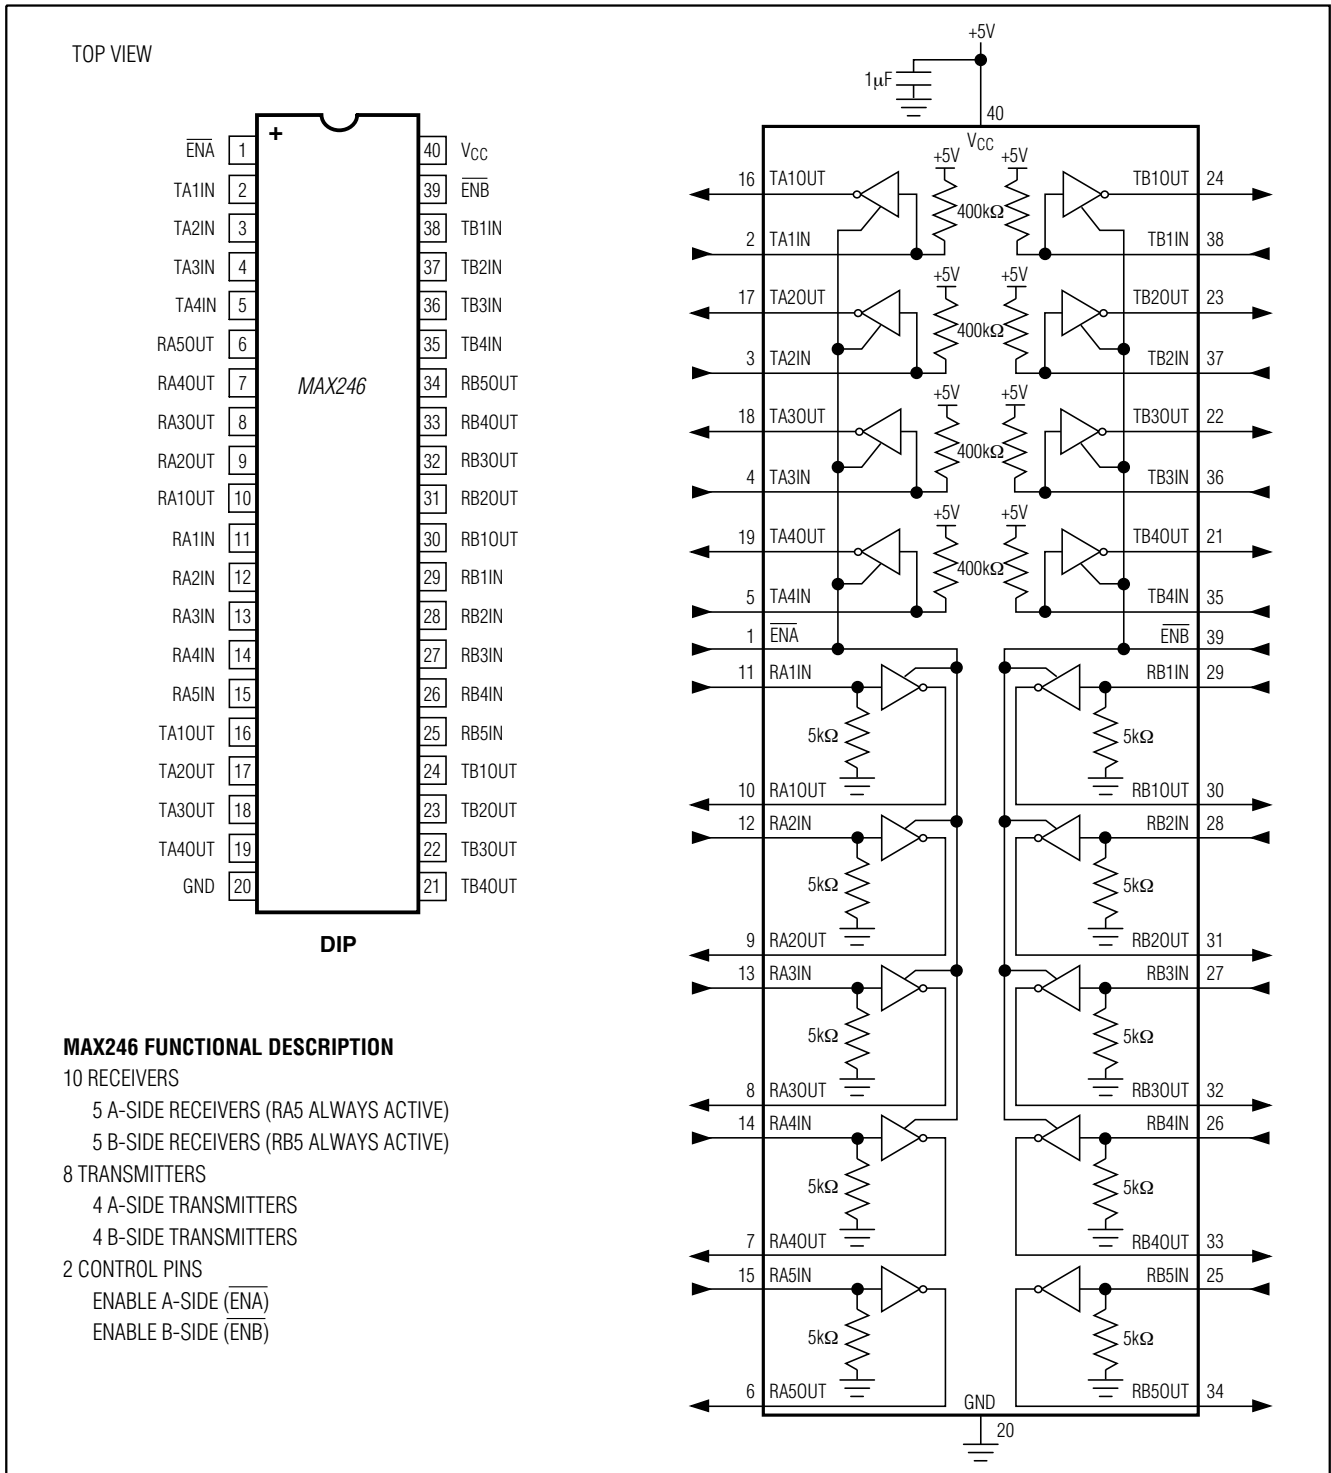 TOP VIEW
+
E̅N̅A̅ 1
TA1IN 2
TA2IN 3
TA3IN 4
TA4IN 5
RA5OUT 6
RA4OUT 7
RA3OUT 8
RA2OUT 9
RA1OUT 10
RA1IN 11
RA2IN 12
RA3IN 13
RA4IN 14
RA5IN 15
TA1OUT 16
TA2OUT 17
TA3OUT 18
TA4OUT 19
GND 20
MAX246
40 VCC
39 E̅N̅B̅
38 TB1IN
37 TB2IN
36 TB3IN
35 TB4IN
34 RB5OUT
33 RB4OUT
32 RB3OUT
31 RB2OUT
30 RB1OUT
29 RB1IN
28 RB2IN
27 RB3IN
26 RB4IN
25 RB5IN
24 TB1OUT
23 TB2OUT
22 TB3OUT
21 TB4OUT
DIP
MAX246 FUNCTIONAL DESCRIPTION
10 RECEIVERS
5 A-SIDE RECEIVERS (RA5 ALWAYS ACTIVE)
5 B-SIDE RECEIVERS (RB5 ALWAYS ACTIVE)
8 TRANSMITTERS
4 A-SIDE TRANSMITTERS
4 B-SIDE TRANSMITTERS
2 CONTROL PINS
ENABLE A-SIDE (E̅N̅A̅)
ENABLE B-SIDE (E̅N̅B̅)
+5V
1μF
40
VCC
+5V +5V
16 TA1OUT TB1OUT 24
400kΩ
2 TA1IN TB1IN 38
+5V +5V
17 TA2OUT TB2OUT 23
400kΩ
3 TA2IN TB2IN 37
+5V +5V
18 TA3OUT TB3OUT 22
400kΩ
4 TA3IN TB3IN 36
+5V +5V
19 TA4OUT TB4OUT 21
400kΩ
5 TA4IN TB4IN 35
1 E̅N̅A̅ E̅N̅B̅ 39
11 RA1IN RB1IN 29
5kΩ 5kΩ
10 RA1OUT RB1OUT 30
12 RA2IN RB2IN 28
5kΩ 5kΩ
9 RA2OUT RB2OUT 31
13 RA3IN RB3IN 27
5kΩ 5kΩ
8 RA3OUT RB3OUT 32
14 RA4IN RB4IN 26
5kΩ 5kΩ
7 RA4OUT RB4OUT 33
15 RA5IN RB5IN 25
5kΩ 5kΩ
6 RA5OUT RB5OUT 34
GND
20